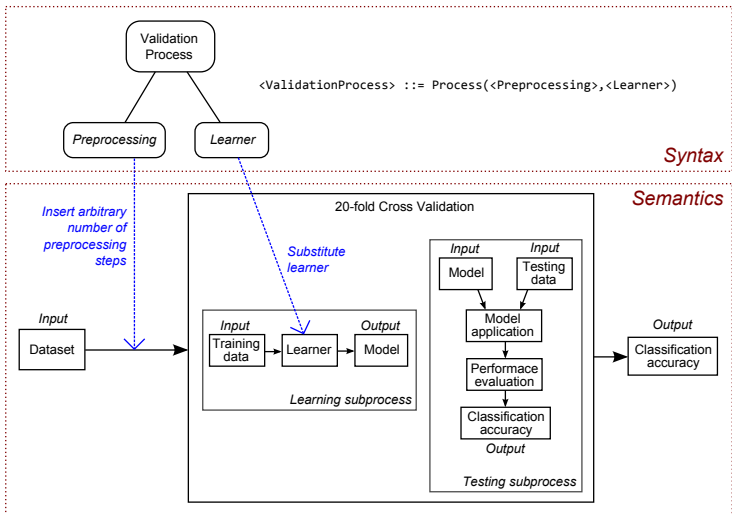 Validation
Process
<ValidationProcess> ::= Process(<Preprocessing>,<Learner>)
Preprocessing
Learner
Syntax
Semantics
20-fold Cross Validation
Insert arbitrary
number of
preprocessing
steps
Substitute
learner
Input
Dataset
Input
Training
data
Learner
Output
Model
Learning subprocess
Input
Model
Input
Testing
data
Model
application
Performace
evaluation
Classification
accuracy
Output
Testing subprocess
Output
Classification
accuracy